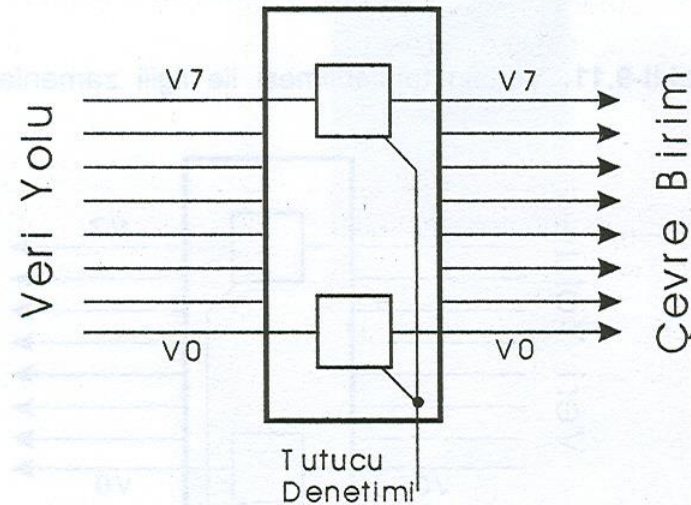 V7
V7
Veri Yolu
Çevre Birim
V0
V0
Tutucu
Denetimi